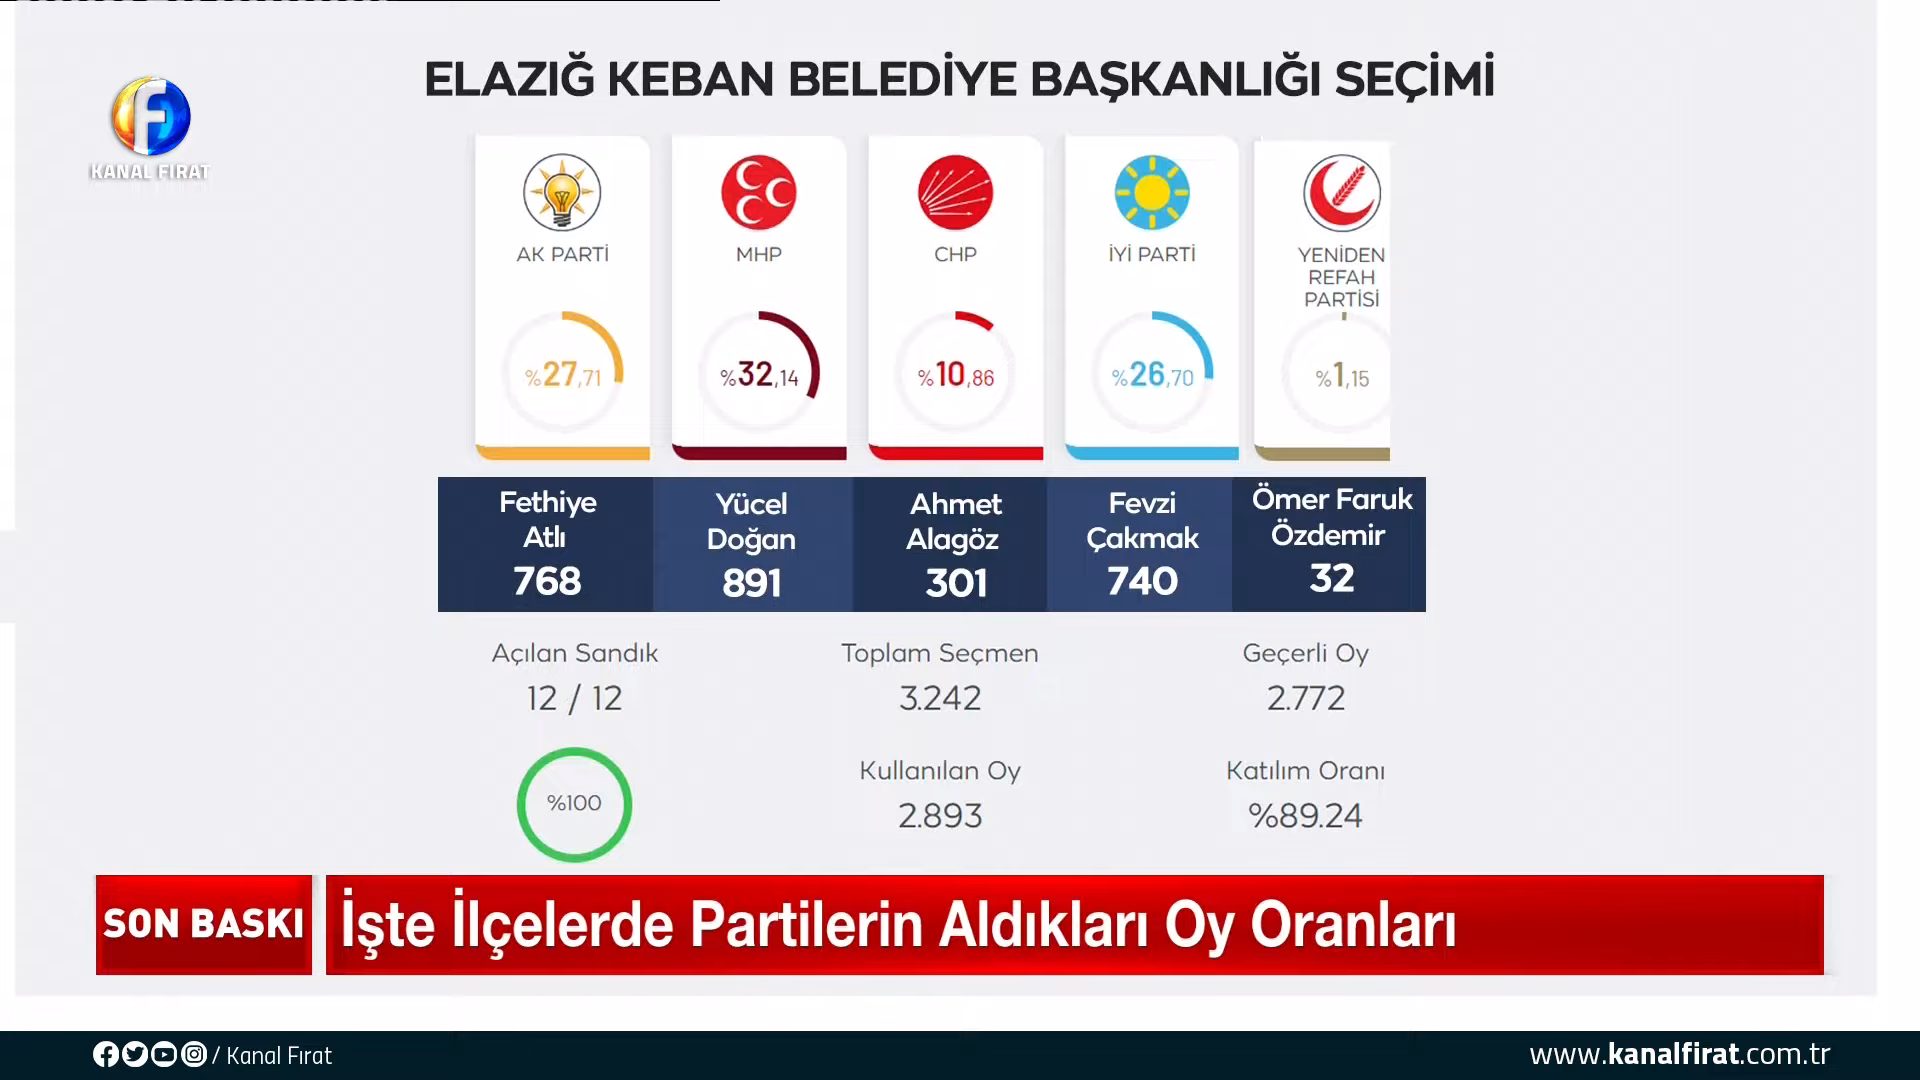 ELAZIĞ KEBAN BELEDİYE BAŞKANLIĞI SEÇİMİ
F
KANAL FIRAT
AK PARTİ
MHP
CHP
İYİ PARTİ
YENİDEN
REFAH
PARTİSİ
%27,71
%32,14
%10,86
%26,70
%1,15
Fethiye
Atlı
768
Yücel
Doğan
891
Ahmet
Alagöz
301
Fevzi
Çakmak
740
Ömer Faruk
Özdemir
32
Açılan Sandık
12 / 12
Toplam Seçmen
3.242
Geçerli Oy
2.772
%100
Kullanılan Oy
2.893
Katılım Oranı
%89.24
SON BASKI
İşte İlçelerde Partilerin Aldıkları Oy Oranları
/ Kanal Fırat
www.kanalfirat.com.tr